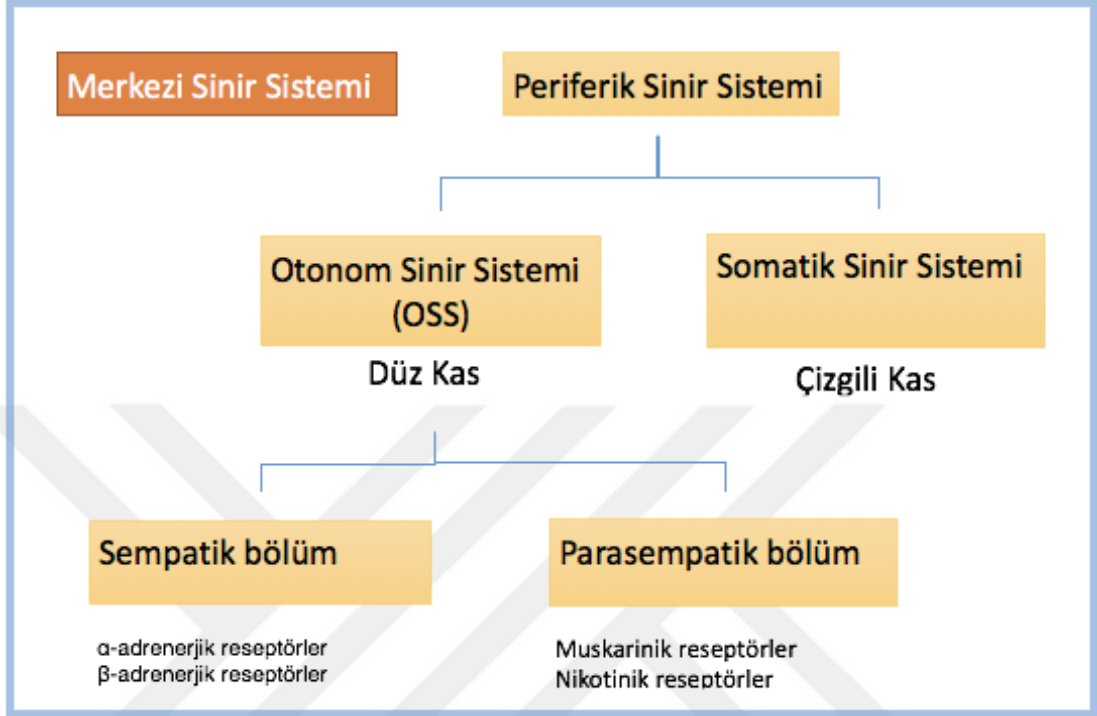 Merkezi Sinir Sistemi
Periferik Sinir Sistemi
Otonom Sinir Sistemi
(OSS)
Somatik Sinir Sistemi
Düz Kas
Çizgili Kas
Sempatik bölüm
Parasempatik bölüm
α-adrenerjik reseptörler
β-adrenerjik reseptörler
Muskarinik reseptörler
Nikotinik reseptörler